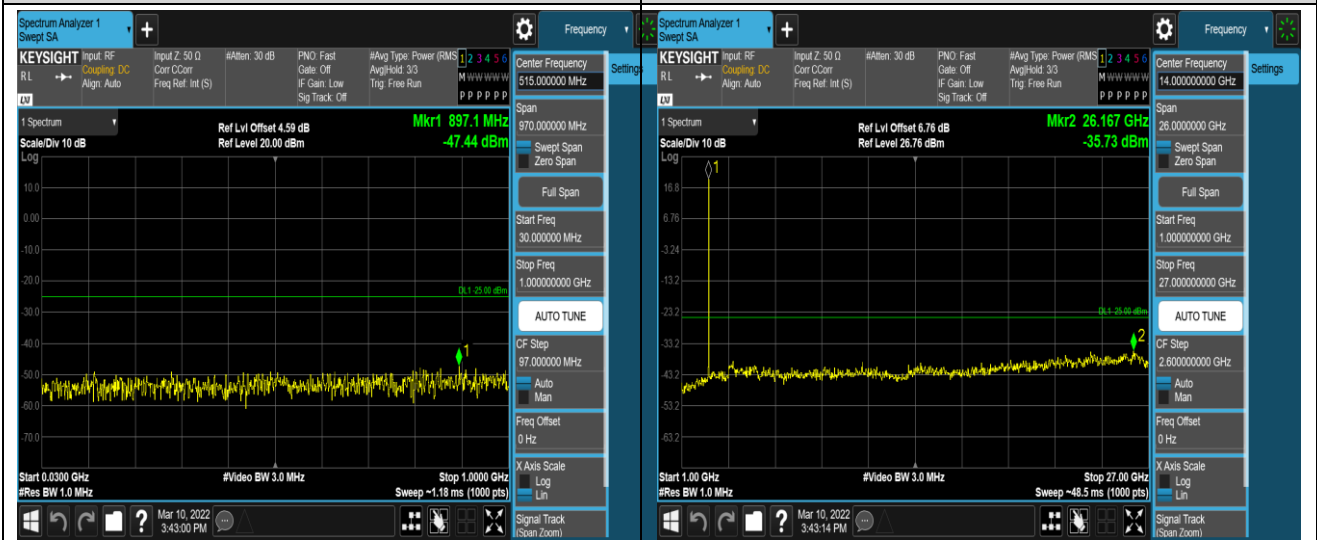 Spectrum Analyzer 1
Swept SA
+
Frequency
KEYSIGHT
Input: RF
Input Z: 50 Ω
#Atten: 30 dB
PNO: Fast
#Avg Type: Power (RMS
1 2 3 4 5 6
R L
Coupling: DC
Corr CCorr
Gate: Off
Avg|Hold: 3/3
M W W W W W
Align: Auto
Freq Ref: Int (S)
IF Gain: Low
Trig: Free Run
Sig Track: Off
P P P P P P
LXI
1 Spectrum
Ref Lvl Offset 4.59 dB
Mkr1 897.1 MHz
Scale/Div 10 dB
Ref Level 20.00 dBm
-47.44 dBm
Log
10.0
0.00
-10.0
-20.0
DL1 -25.00 dBm
-30.0
-40.0
1
-50.0
-60.0
-70.0
Start 0.0300 GHz
#Video BW 3.0 MHz
Stop 1.0000 GHz
#Res BW 1.0 MHz
Sweep ~1.18 ms (1000 pts)
Mar 10, 2022
3:43:00 PM
Center Frequency
515.000000 MHz
Settings
Span
970.000000 MHz
Swept Span
Zero Span
Full Span
Start Freq
30.000000 MHz
Stop Freq
1.000000000 GHz
AUTO TUNE
CF Step
97.000000 MHz
Auto
Man
Freq Offset
0 Hz
X Axis Scale
Log
Lin
Signal Track
(Span Zoom)
Spectrum Analyzer 1
Swept SA
+
Frequency
KEYSIGHT
Input: RF
Input Z: 50 Ω
#Atten: 30 dB
PNO: Fast
#Avg Type: Power (RMS
1 2 3 4 5 6
R L
Coupling: DC
Corr CCorr
Gate: Off
Avg|Hold: 3/3
M W W W W W
Align: Auto
Freq Ref: Int (S)
IF Gain: Low
Trig: Free Run
Sig Track: Off
P P P P P P
LXI
1 Spectrum
Ref Lvl Offset 6.76 dB
Mkr2 26.167 GHz
Scale/Div 10 dB
Ref Level 26.76 dBm
-35.73 dBm
Log
1
16.8
6.76
-3.24
-13.2
-23.2
DL1 -25.00 dBm
-33.2
2
-43.2
-53.2
-63.2
Start 1.00 GHz
#Video BW 3.0 MHz
Stop 27.00 GHz
#Res BW 1.0 MHz
Sweep ~48.5 ms (1000 pts)
Mar 10, 2022
3:43:14 PM
Center Frequency
14.000000000 GHz
Settings
Span
26.0000000 GHz
Swept Span
Zero Span
Full Span
Start Freq
1.000000000 GHz
Stop Freq
27.000000000 GHz
AUTO TUNE
CF Step
2.600000000 GHz
Auto
Man
Freq Offset
0 Hz
X Axis Scale
Log
Lin
Signal Track
(Span Zoom)